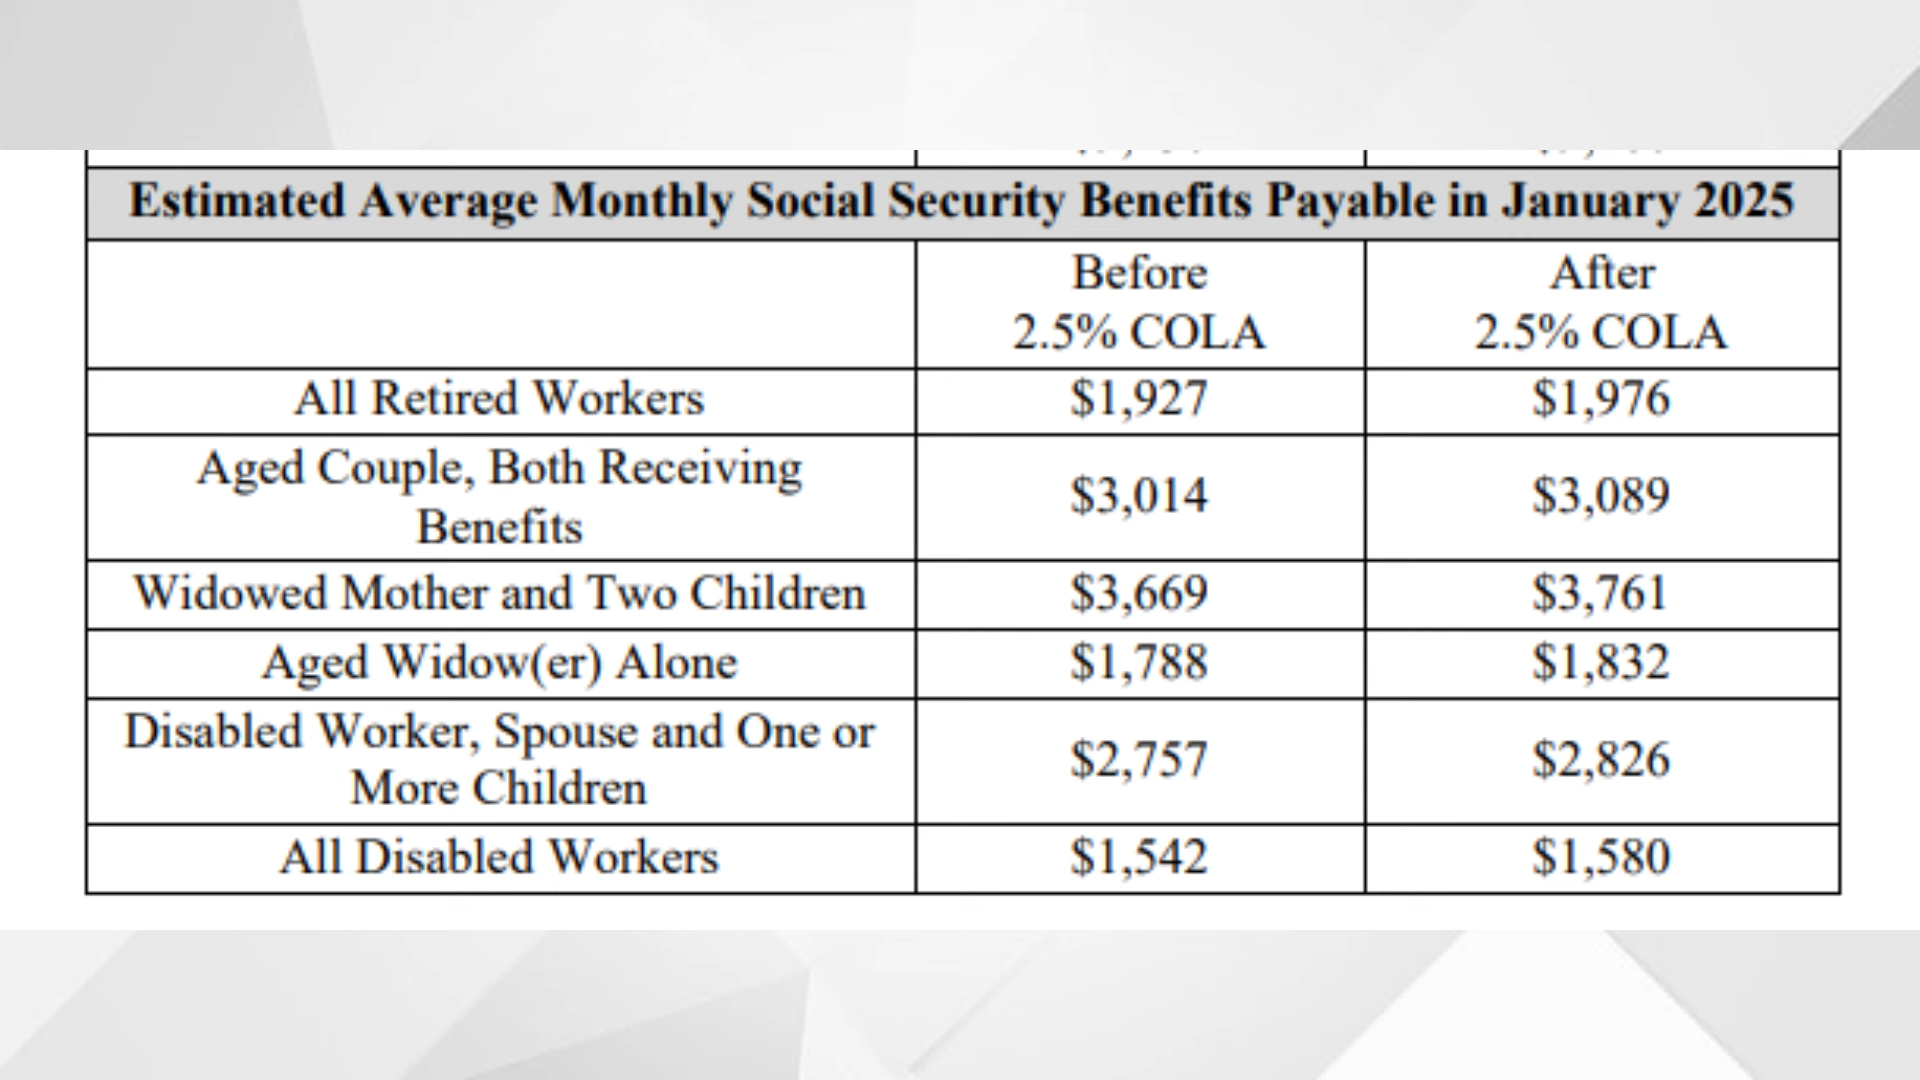 Estimated Average Monthly Social Security Benefits Payable in January 2025
Before After
2.5% COLA 2.5% COLA
All Retired Workers $1,927 $1,976
Aged Couple, Both Receiving
Benefits $3,014 $3,089
Widowed Mother and Two Children $3,669 $3,761
Aged Widow(er) Alone $1,788 $1,832
Disabled Worker, Spouse and One or
More Children $2,757 $2,826
All Disabled Workers $1,542 $1,580